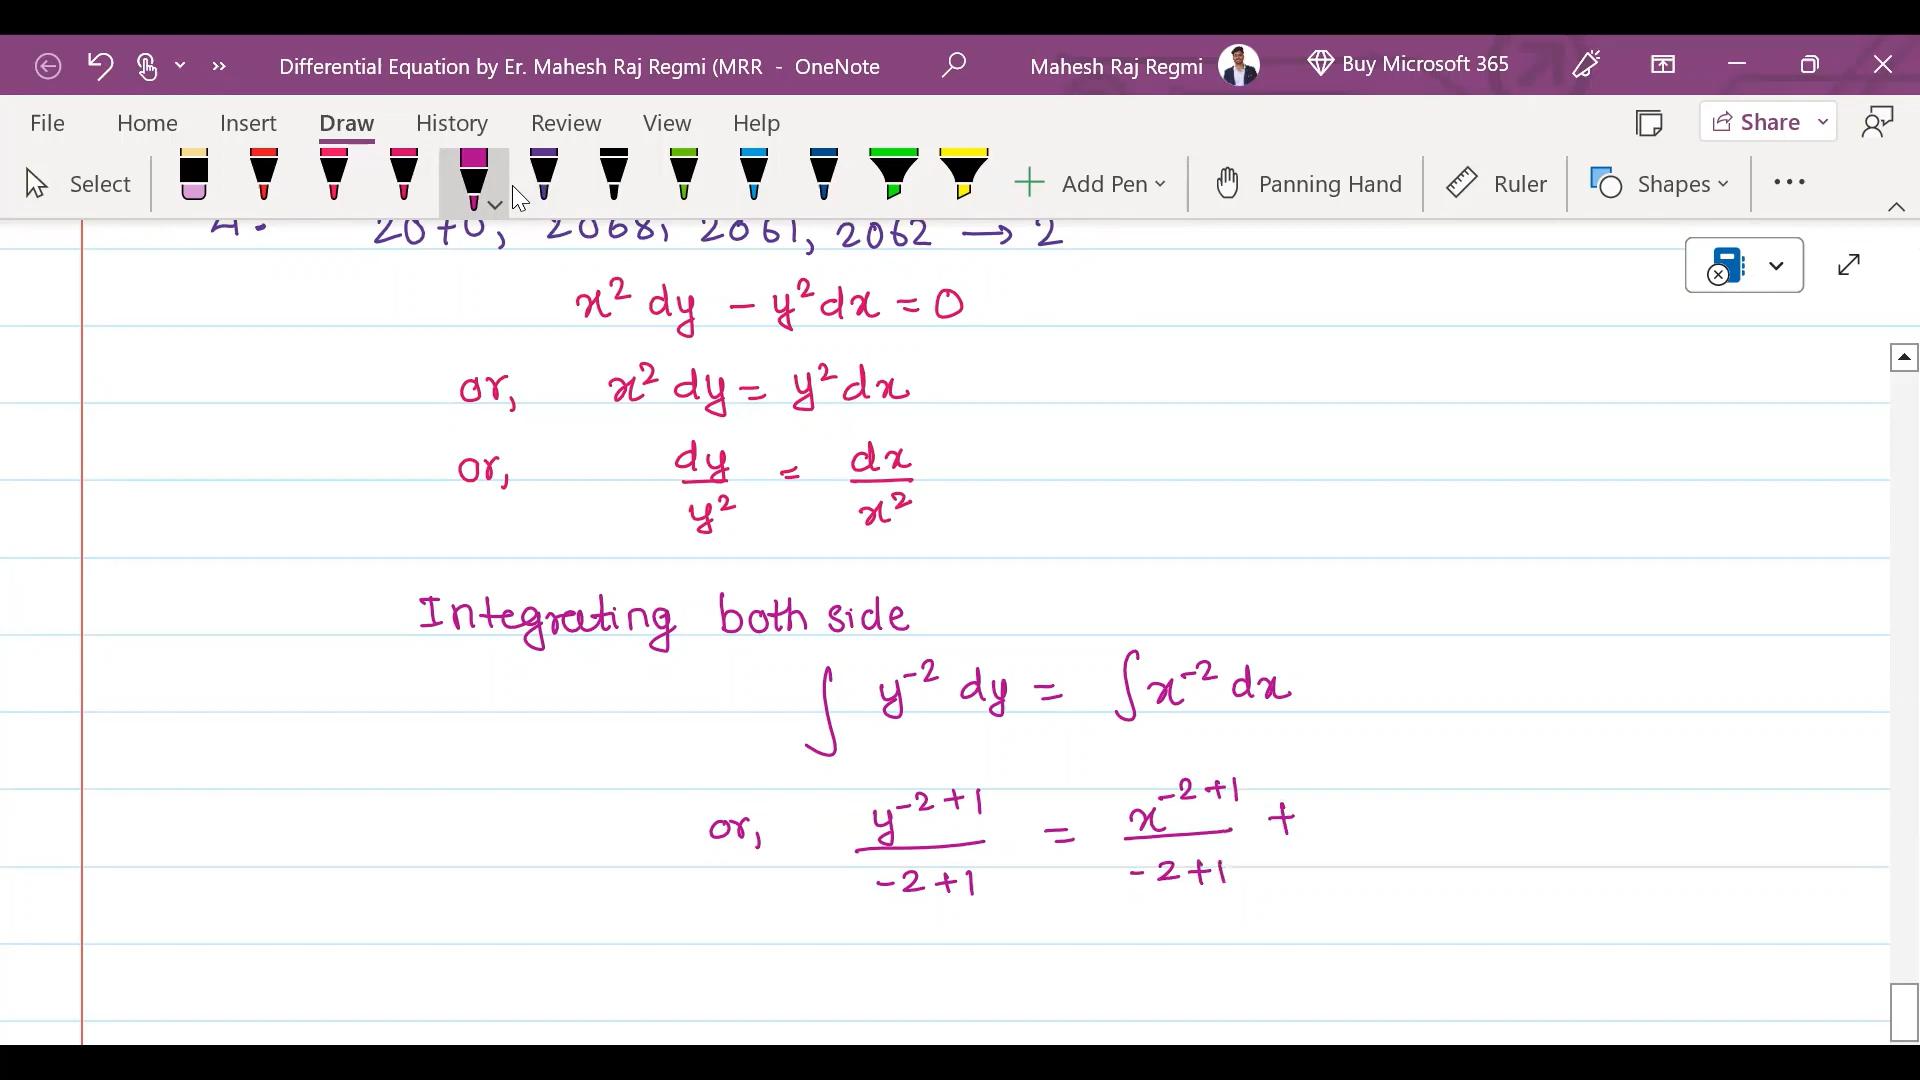 Differential Equation by Er. Mahesh Raj Regmi (MRR - OneNote Mahesh Raj Regmi Buy Microsoft 365
File Home Insert Draw History Review View Help Share
Select Add Pen Panning Hand Ruler Shapes
4. 2070, 2068, 2061, 2062 → 2
x² dy - y² dx = 0
or, x² dy = y² dx
or, dy/y² = dx/x²
Integrating both side
∫ y⁻² dy = ∫ x⁻² dx
or, y^(-2+1)/(-2+1) = x^(-2+1)/(-2+1) +